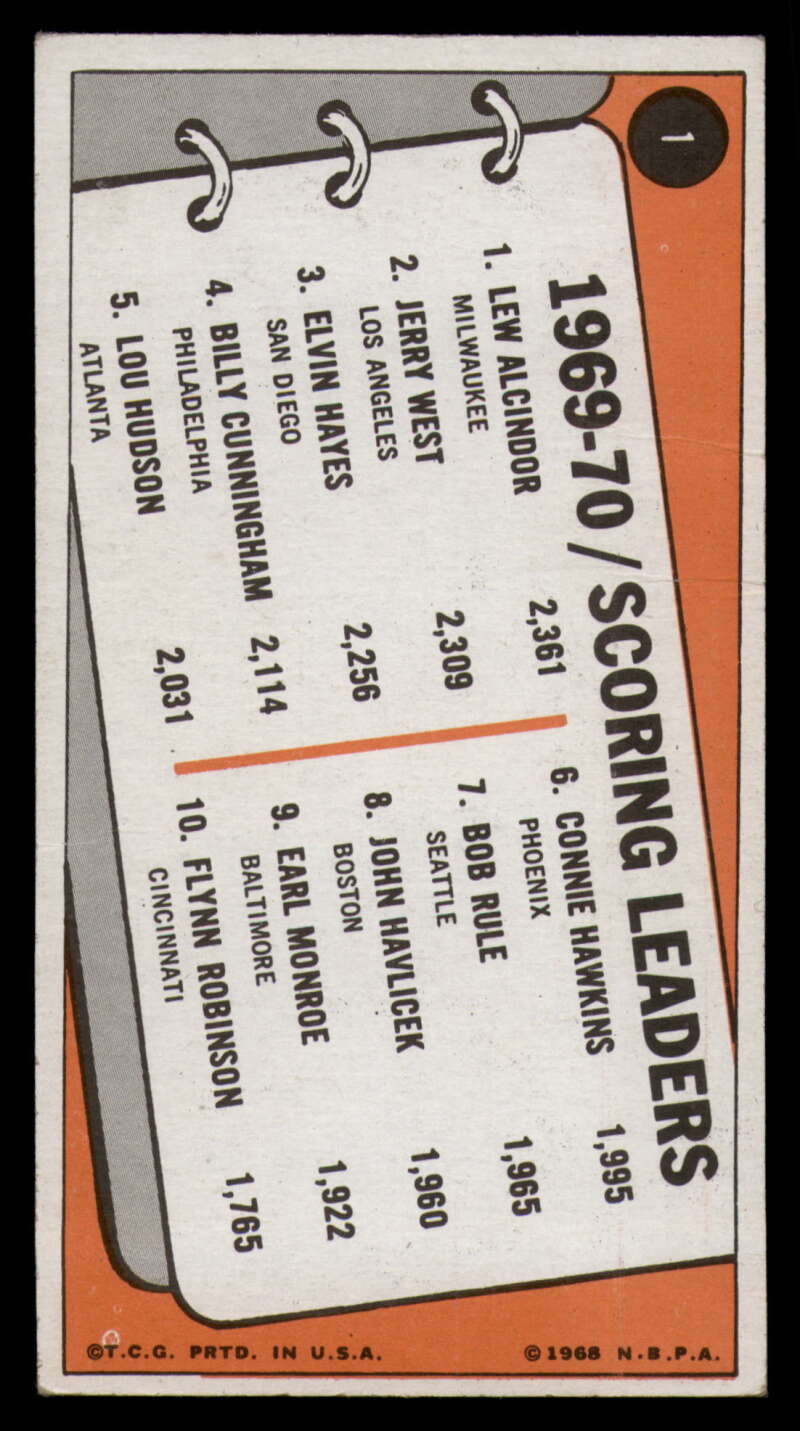 1
1969-70/SCORING LEADERS
1. LEW ALCINDOR 2,361
MILWAUKEE
2. JERRY WEST 2,309
LOS ANGELES
3. ELVIN HAYES 2,256
SAN DIEGO
4. BILLY CUNNINGHAM 2,114
PHILADELPHIA
5. LOU HUDSON 2,031
ATLANTA
6. CONNIE HAWKINS 1,995
PHOENIX
7. BOB RULE 1,965
SEATTLE
8. JOHN HAVLICEK 1,960
BOSTON
9. EARL MONROE 1,922
BALTIMORE
10. FLYNN ROBINSON 1,765
CINCINNATI
©T.C.G. PRTD. IN U.S.A.
©1968 N.B.P.A.